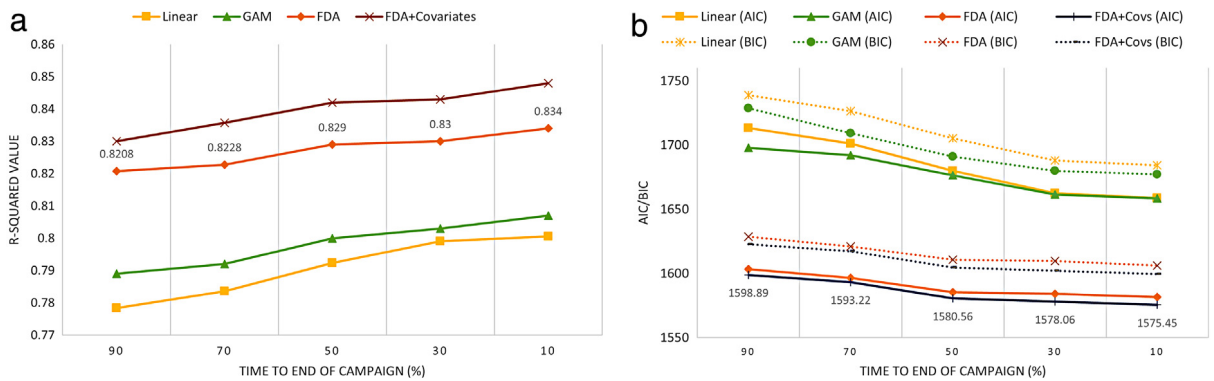 a
Linear GAM FDA FDA+Covariates
0.86
0.85
0.84
0.83
0.82
0.81
0.8
0.79
0.78
0.77
R-SQUARED VALUE
0.8208
0.8228
0.829
0.83
0.834
90 70 50 30 10
TIME TO END OF CAMPAIGN (%)
b
Linear (AIC) GAM (AIC) FDA (AIC) FDA+Covs (AIC)
Linear (BIC) GAM (BIC) FDA (BIC) FDA+Covs (BIC)
1750
1700
1650
1600
1550
AIC/BIC
1598.89
1593.22
1580.56
1578.06
1575.45
90 70 50 30 10
TIME TO END OF CAMPAIGN (%)